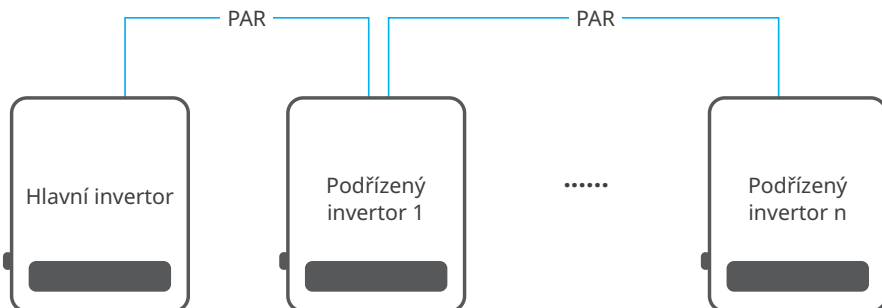 PAR
PAR
Hlavní invertor
Podřízený
invertor 1
......
Podřízený
invertor n